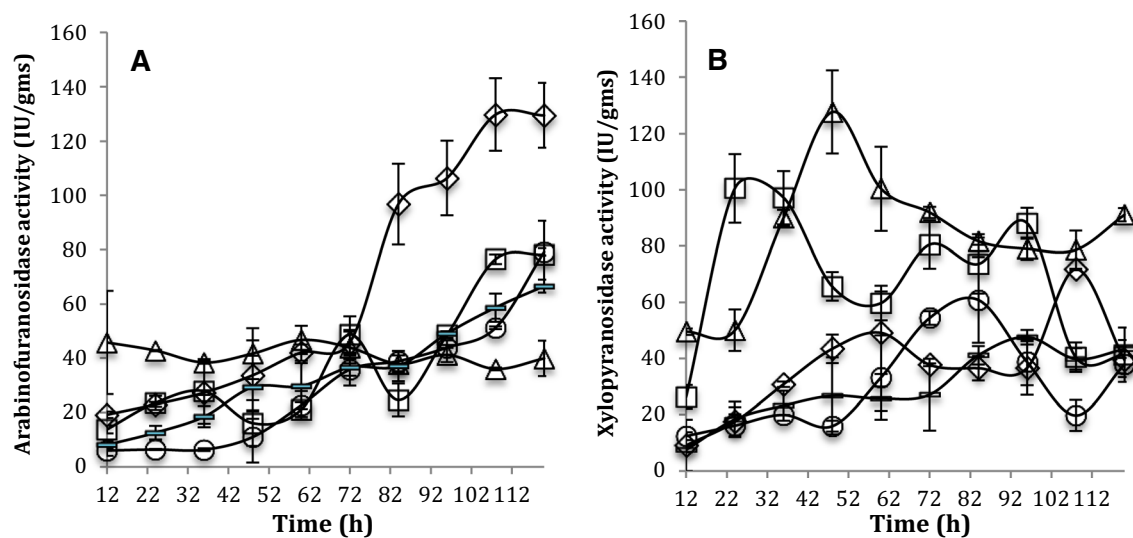 A
Arabinofuranosidase activity (IU/gms)
160
140
120
100
80
60
40
20
0
12 22 32 42 52 62 72 82 92 102 112
Time (h)
B
Xylopyranosidase activity (IU/gms)
160
140
120
100
80
60
40
20
0
12 22 32 42 52 62 72 82 92 102 112
Time (h)